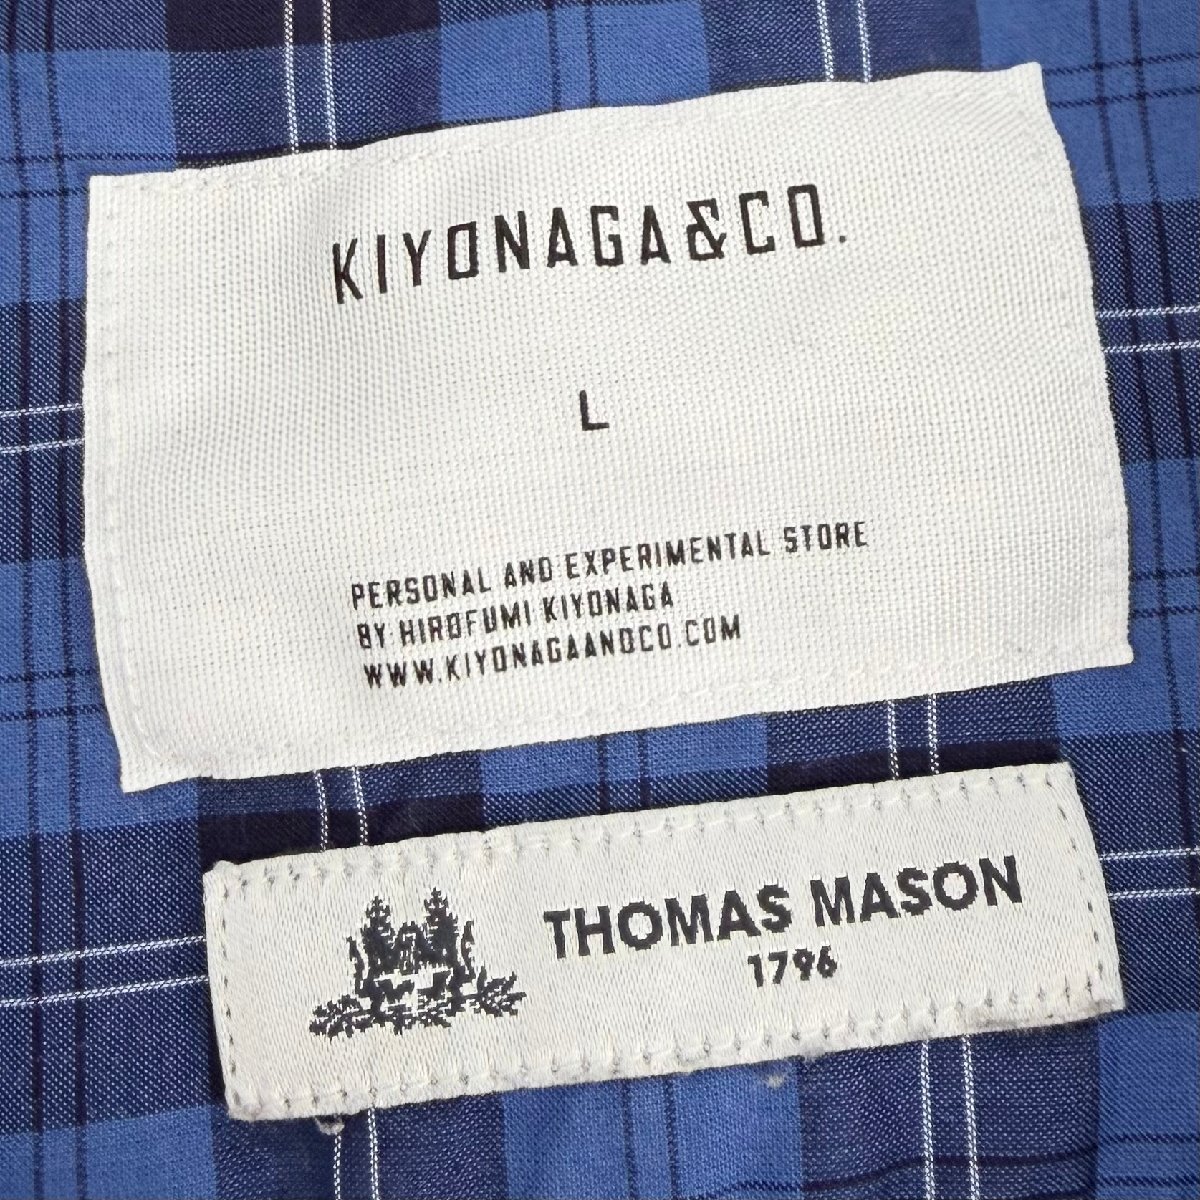 KIYONAGA&CO.
L
PERSONAL AND EXPERIMENTAL STORE
BY HIROFUMI KIYONAGA
WWW.KIYONAGAANDCO.COM
THOMAS MASON
1796